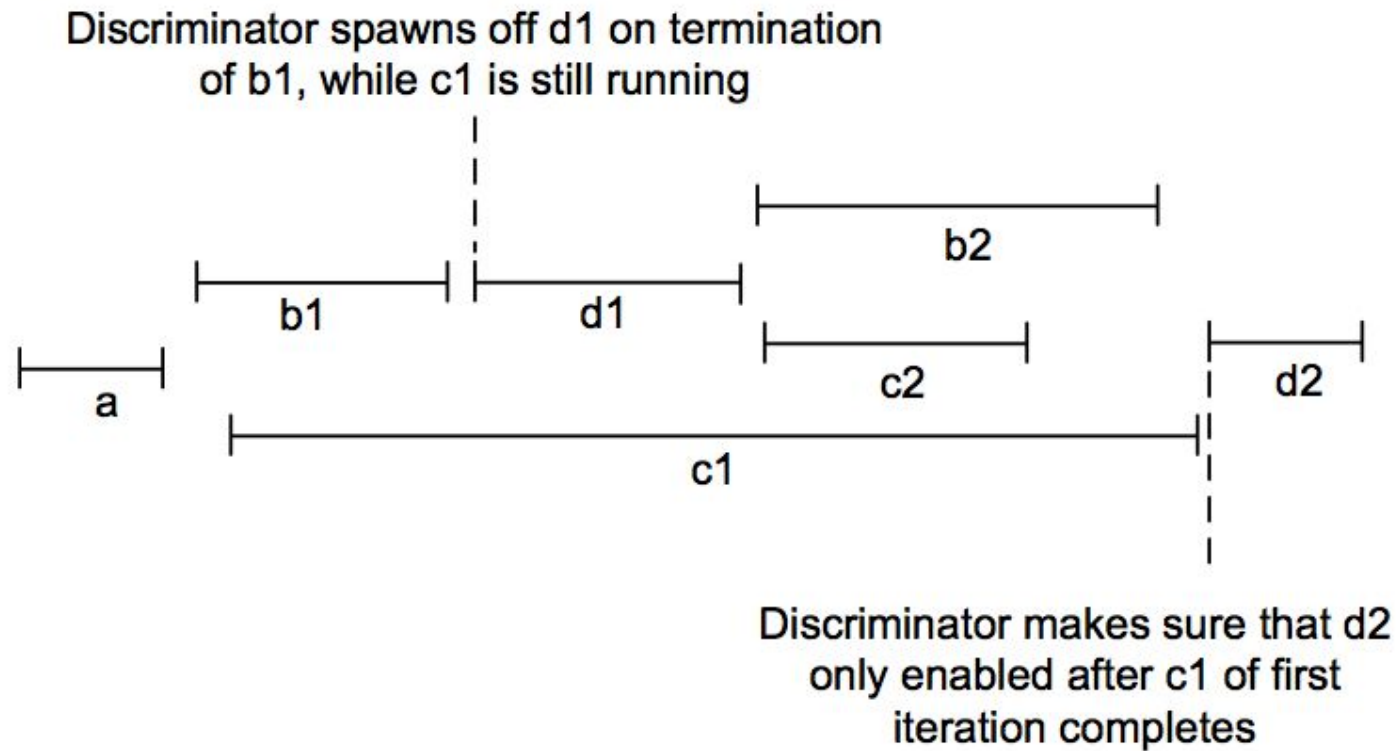 Discriminator spawns off d1 on termination
of b1, while c1 is still running
b2
b1
d1
c2
d2
a
c1
Discriminator makes sure that d2
only enabled after c1 of first
iteration completes